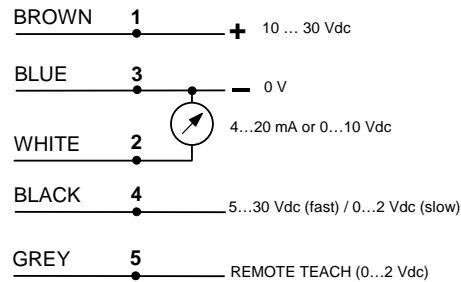 BROWN 1 + 10 … 30 Vdc
BLUE 3 − 0 V
4…20 mA or 0…10 Vdc
WHITE 2
BLACK 4 5…30 Vdc (fast) / 0…2 Vdc (slow)
GREY 5 REMOTE TEACH (0…2 Vdc)